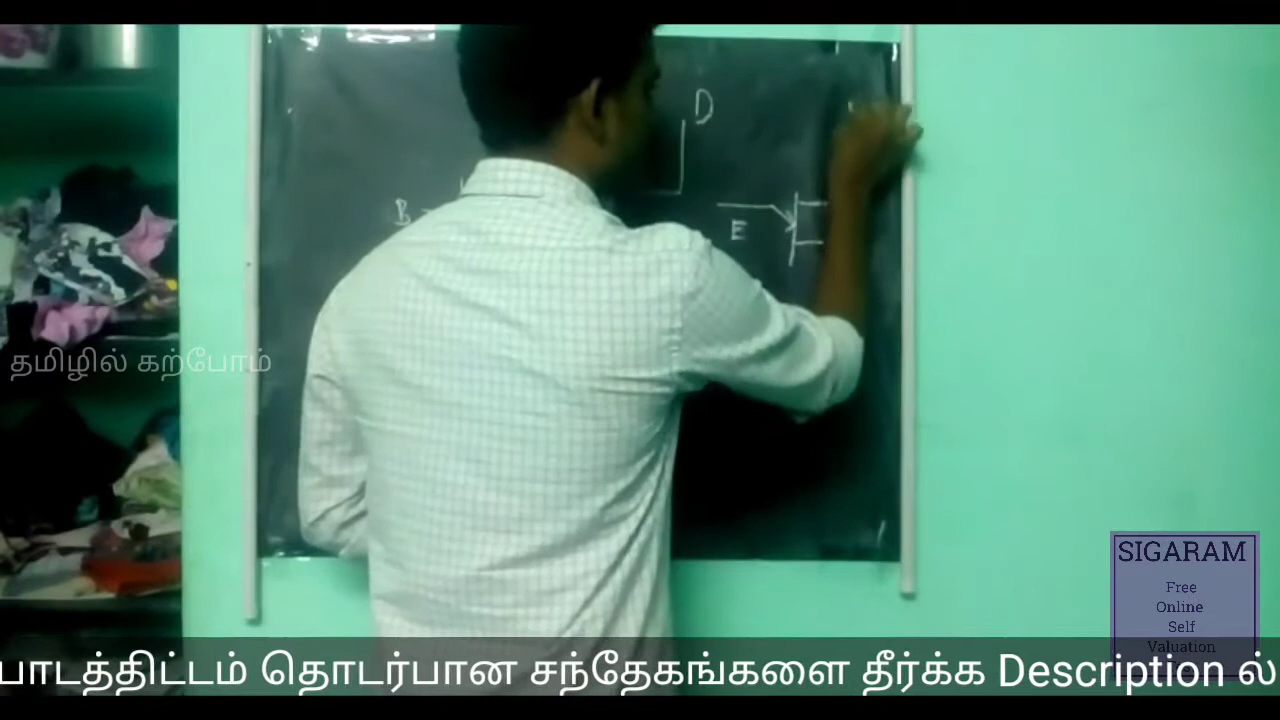 D
B
E
தமிழில் கற்போம்
SIGARAM
Free
Online
Self
Valuation
பாடத்திட்டம் தொடர்பான சந்தேகங்களை தீர்க்க Description ல்